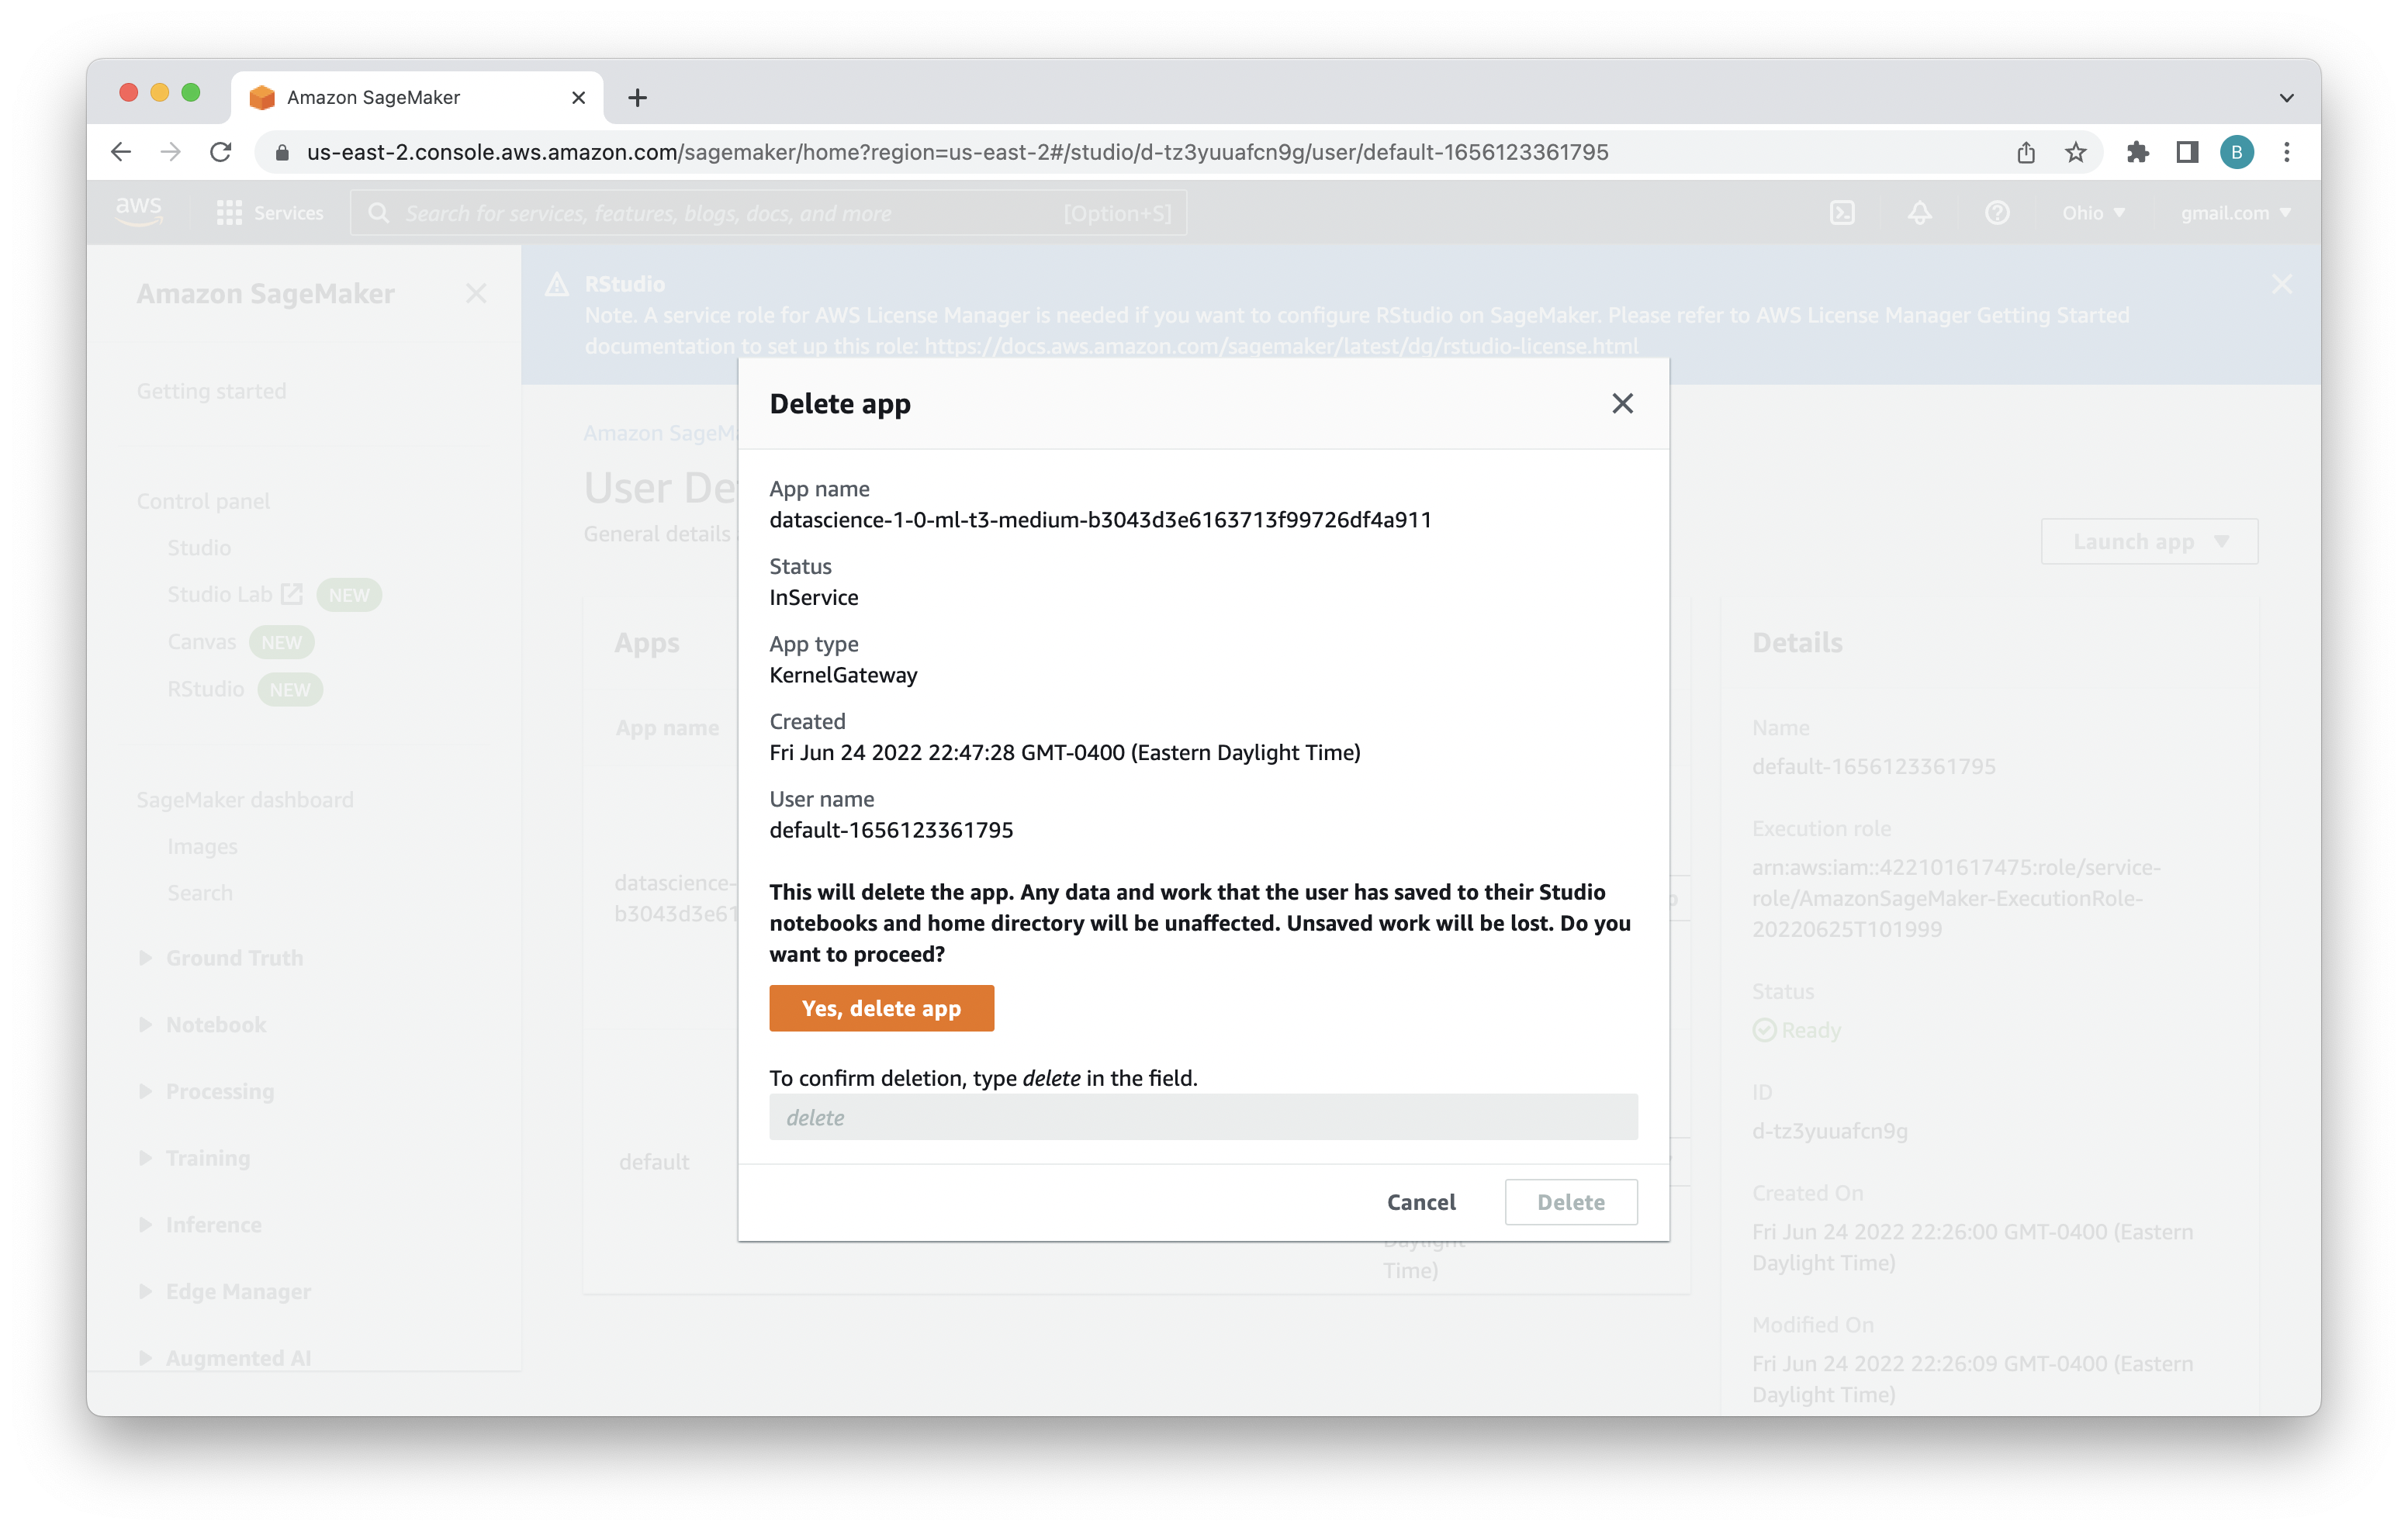 Amazon SageMaker
us-east-2.console.aws.amazon.com/sagemaker/home?region=us-east-2#/studio/d-tz3yuuafcn9g/user/default-1656123361795
B
aws
Services
Search for services, features, blogs, docs, and more
[Option+S]
Ohio
gmail.com
Amazon SageMaker
Getting started
Control panel
Studio
Studio Lab NEW
Canvas NEW
RStudio NEW
SageMaker dashboard
Images
Search
Ground Truth
Notebook
Processing
Training
Inference
Edge Manager
Augmented AI
RStudio
Note. A service role for AWS License Manager is needed if you want to configure RStudio on SageMaker. Please refer to AWS License Manager Getting Started
documentation to set up this role: https://docs.aws.amazon.com/sagemaker/latest/dg/rstudio-license.html
Amazon
User
General details
Launch app
Apps
App name
datascience-
b3043d3e61
default
Daylight
Time)
Delete app
App name
datascience-1-0-ml-t3-medium-b3043d3e6163713f99726df4a911
Status
InService
App type
KernelGateway
Created
Fri Jun 24 2022 22:47:28 GMT-0400 (Eastern Daylight Time)
User name
default-1656123361795
This will delete the app. Any data and work that the user has saved to their Studio
notebooks and home directory will be unaffected. Unsaved work will be lost. Do you
want to proceed?
Yes, delete app
To confirm deletion, type delete in the field.
delete
Cancel
Delete
Details
Name
default-1656123361795
Execution role
arn:aws:iam::422101617475:role/service-
role/AmazonSageMaker-ExecutionRole-
20220625T101999
Status
Ready
ID
d-tz3yuuafcn9g
Created On
Fri Jun 24 2022 22:26:00 GMT-0400 (Eastern
Daylight Time)
Modified On
Fri Jun 24 2022 22:26:09 GMT-0400 (Eastern
Daylight Time)